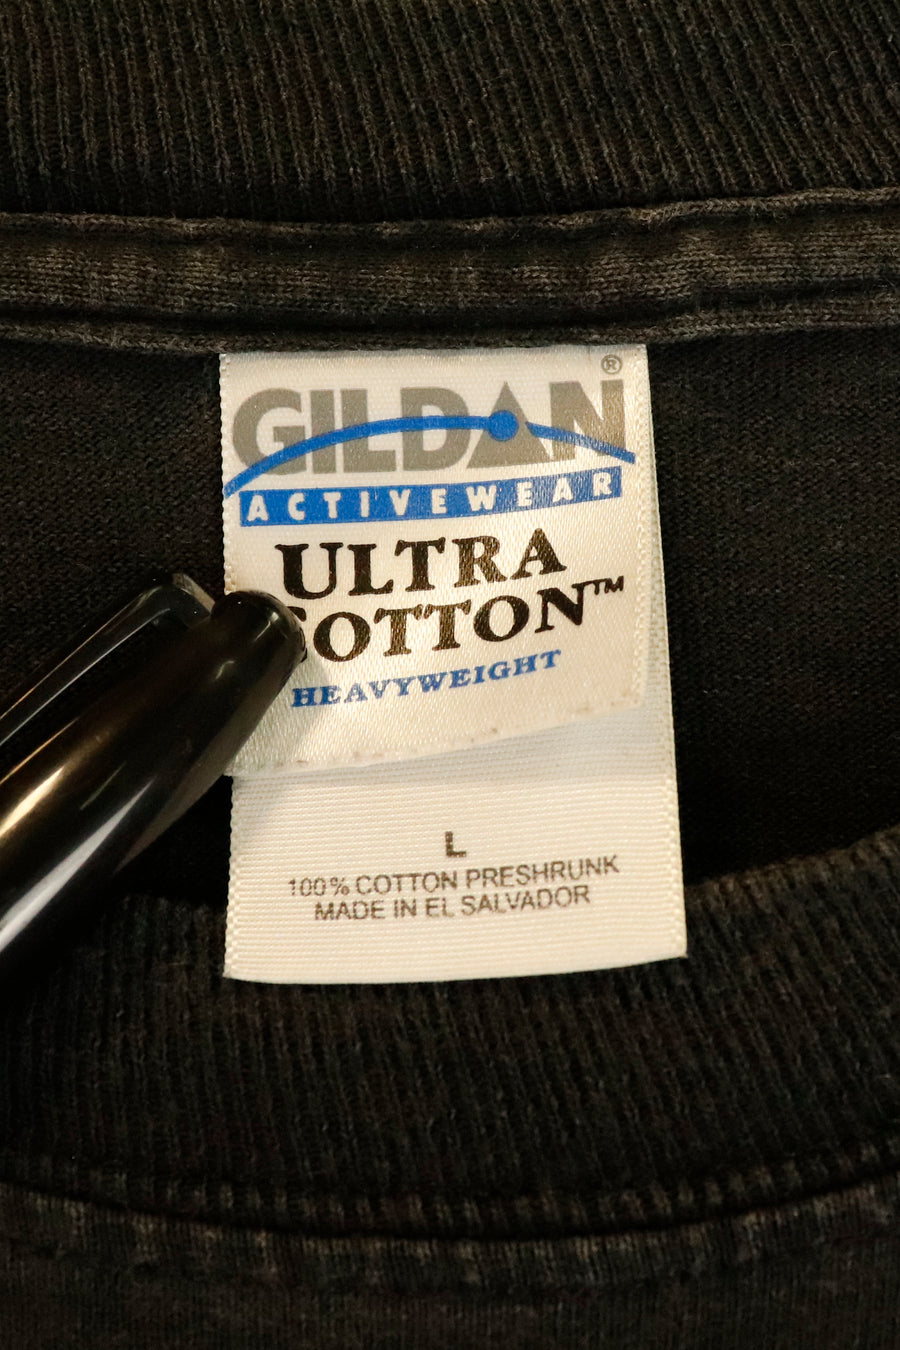 GILDAN®
ACTIVEWEAR
ULTRA
COTTON™
HEAVYWEIGHT
L
100% COTTON PRESHRUNK
MADE IN EL SALVADOR